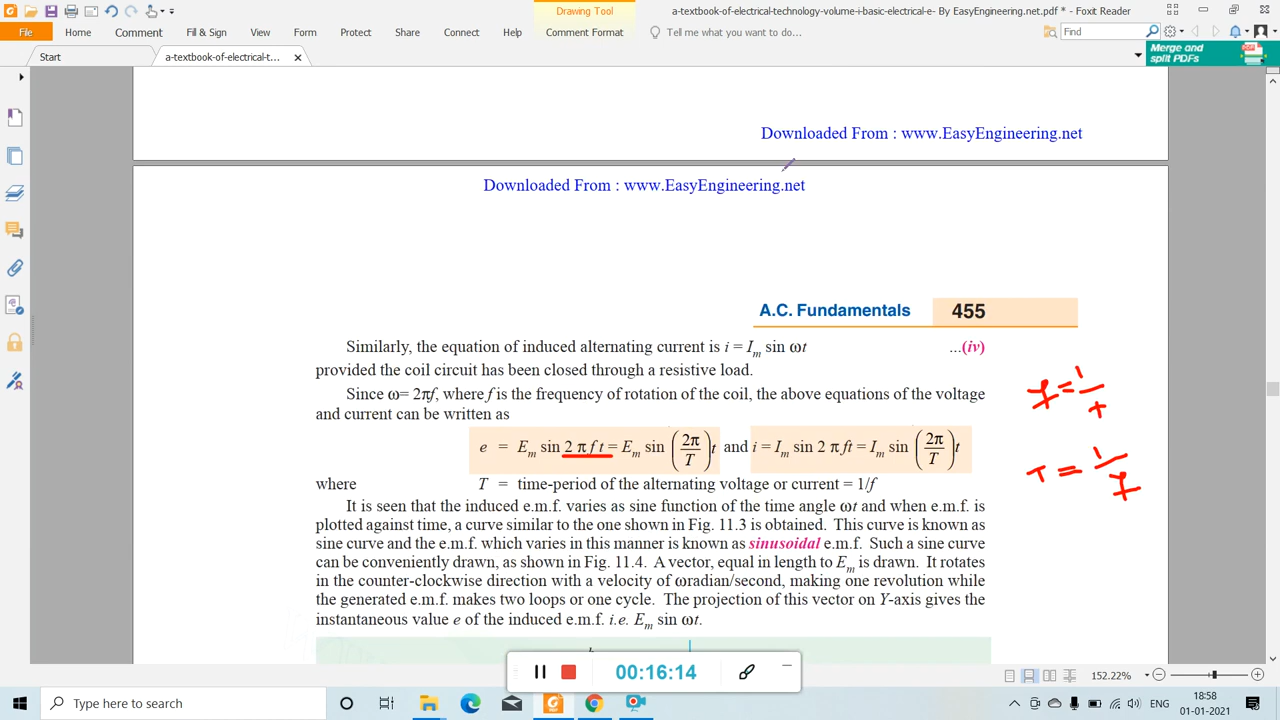 Drawing Tool
a-textbook-of-electrical-technology-volume-i-basic-electrical-e- By EasyEngineering.net.pdf * - Foxit Reader
File Home Comment Fill & Sign View Form Protect Share Connect Help Comment Format Tell me what you want to do... Find
Start a-textbook-of-electrical-t... Merge and split PDFs
Downloaded From : www.EasyEngineering.net
Downloaded From : www.EasyEngineering.net
A.C. Fundamentals 455
Similarly, the equation of induced alternating current is i = Im sin ωt ...(iv)
provided the coil circuit has been closed through a resistive load.
Since ω= 2πf, where f is the frequency of rotation of the coil, the above equations of the voltage
and current can be written as
e = Em sin 2 π f t = Em sin (2π/T) t and i = Im sin 2 π ft = Im sin (2π/T) t
where T = time-period of the alternating voltage or current = 1/f
It is seen that the induced e.m.f. varies as sine function of the time angle ωt and when e.m.f. is
plotted against time, a curve similar to the one shown in Fig. 11.3 is obtained. This curve is known as
sine curve and the e.m.f. which varies in this manner is known as sinusoidal e.m.f. Such a sine curve
can be conveniently drawn, as shown in Fig. 11.4. A vector, equal in length to Em is drawn. It rotates
in the counter-clockwise direction with a velocity of ωradian/second, making one revolution while
the generated e.m.f. makes two loops or one cycle. The projection of this vector on Y-axis gives the
instantaneous value e of the induced e.m.f. i.e. Em sin ωt.
f = 1/T
T = 1/f
00:16:14
152.22%
Type here to search
ENG
18:58
01-01-2021